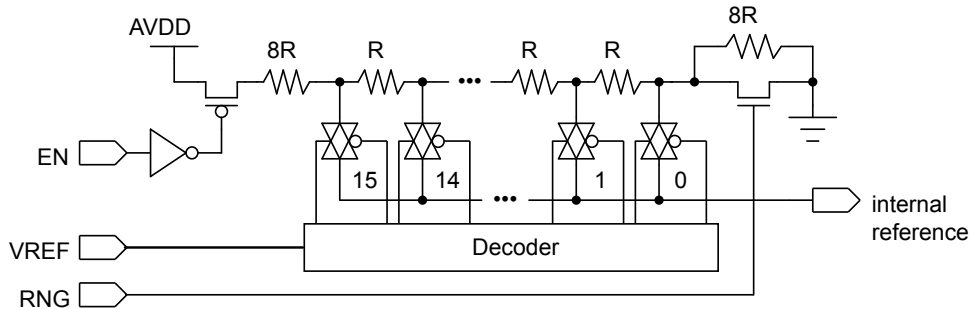 8R
AVDD
8R
R
R
R
•••
EN
15
14
1
0
•••
internal
reference
VREF
Decoder
RNG